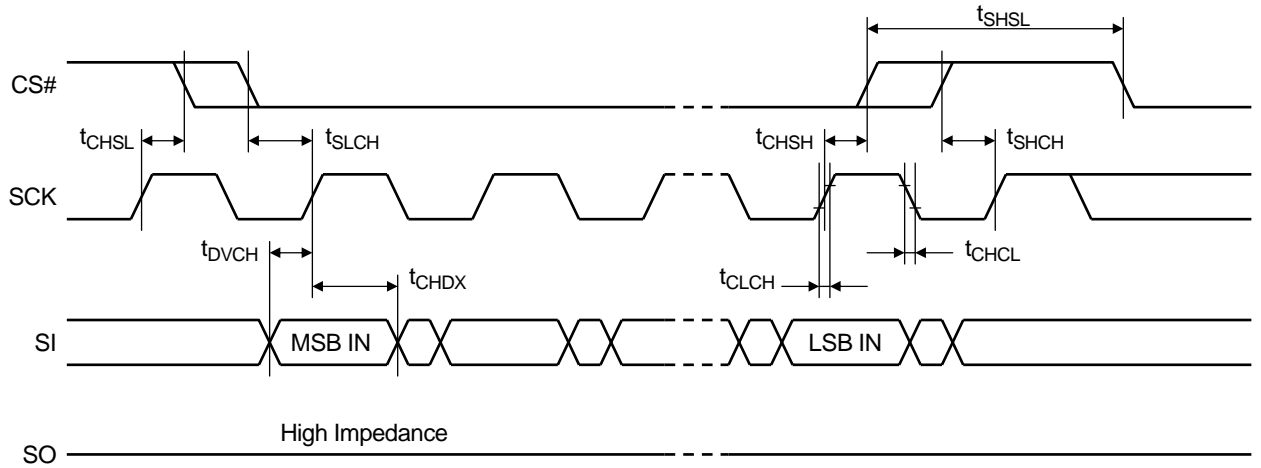 tSHSL
CS#
tCHSL
tSLCH
tCHSH
tSHCH
SCK
tDVCH
tCHDX
tCLCH
tCHCL
SI
MSB IN
LSB IN
High Impedance
SO